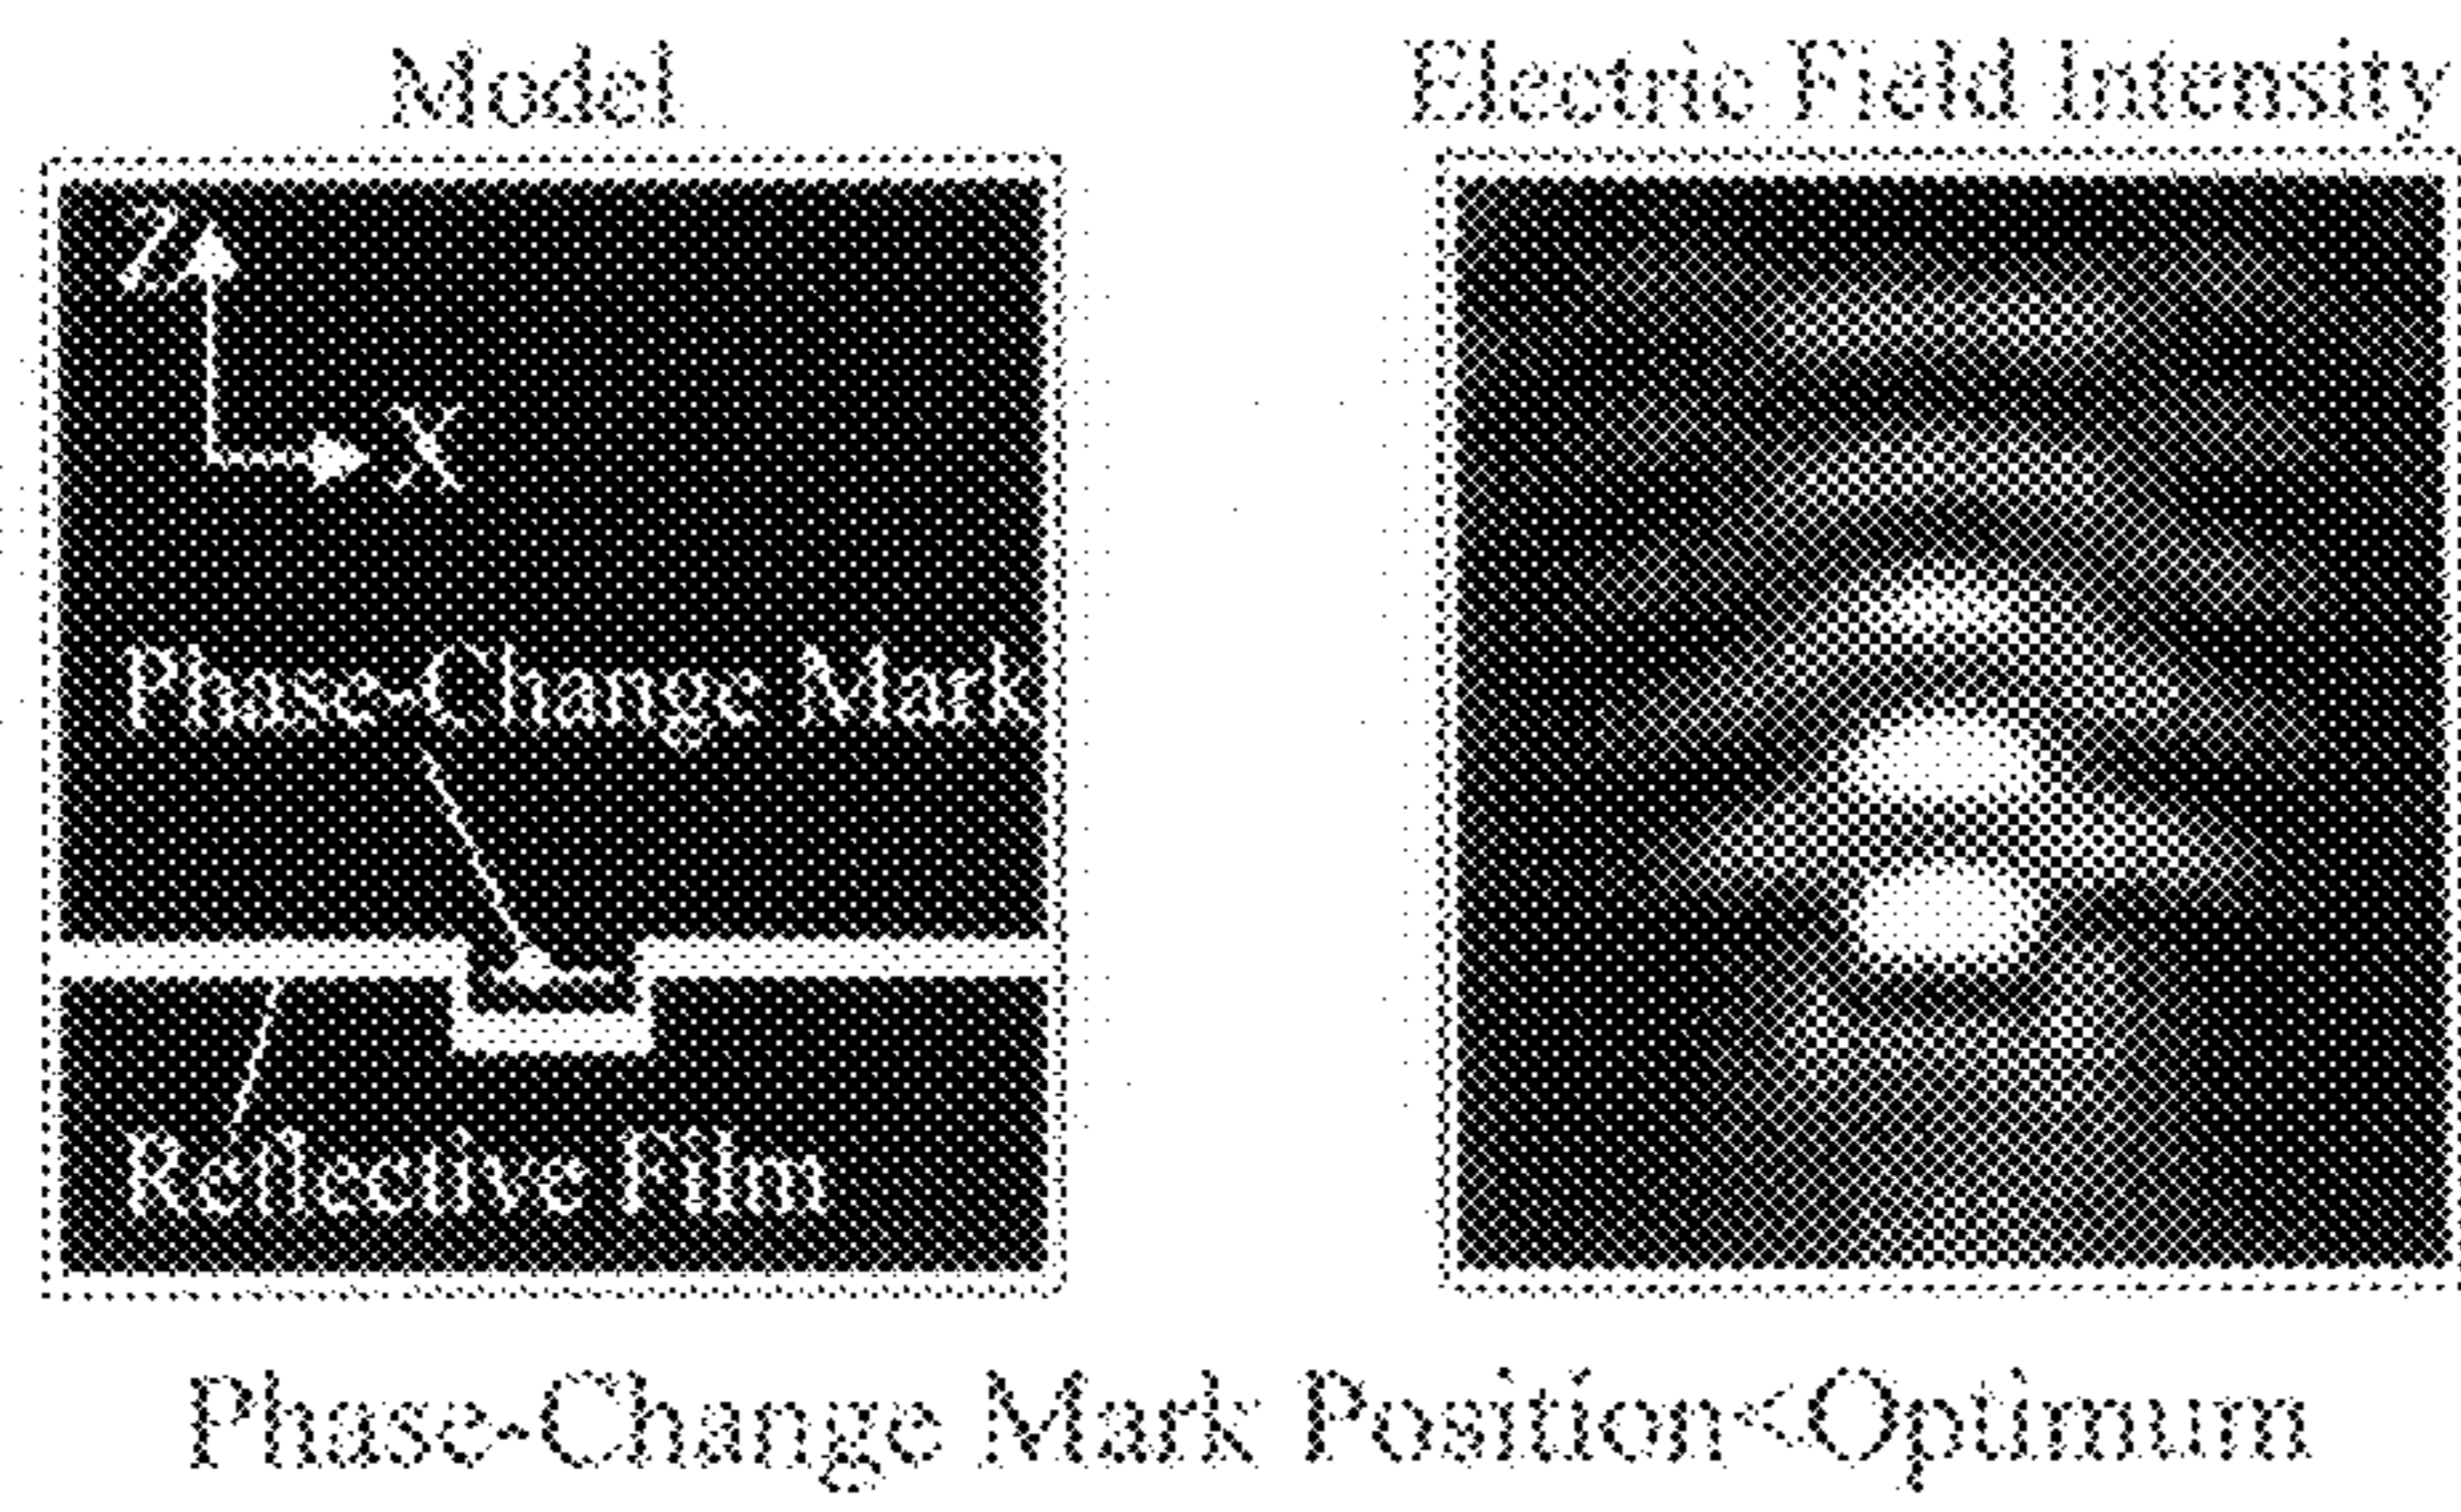 Model
Electric Field Intensity
Z
X
Phase-Change Mark
Reflective Film
Phase-Change Mark Position<Optimum